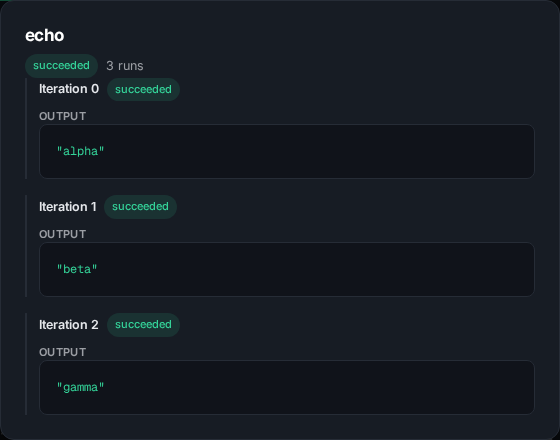 echo
succeeded 3 runs
Iteration 0 succeeded
OUTPUT
"alpha"
Iteration 1 succeeded
OUTPUT
"beta"
Iteration 2 succeeded
OUTPUT
"gamma"